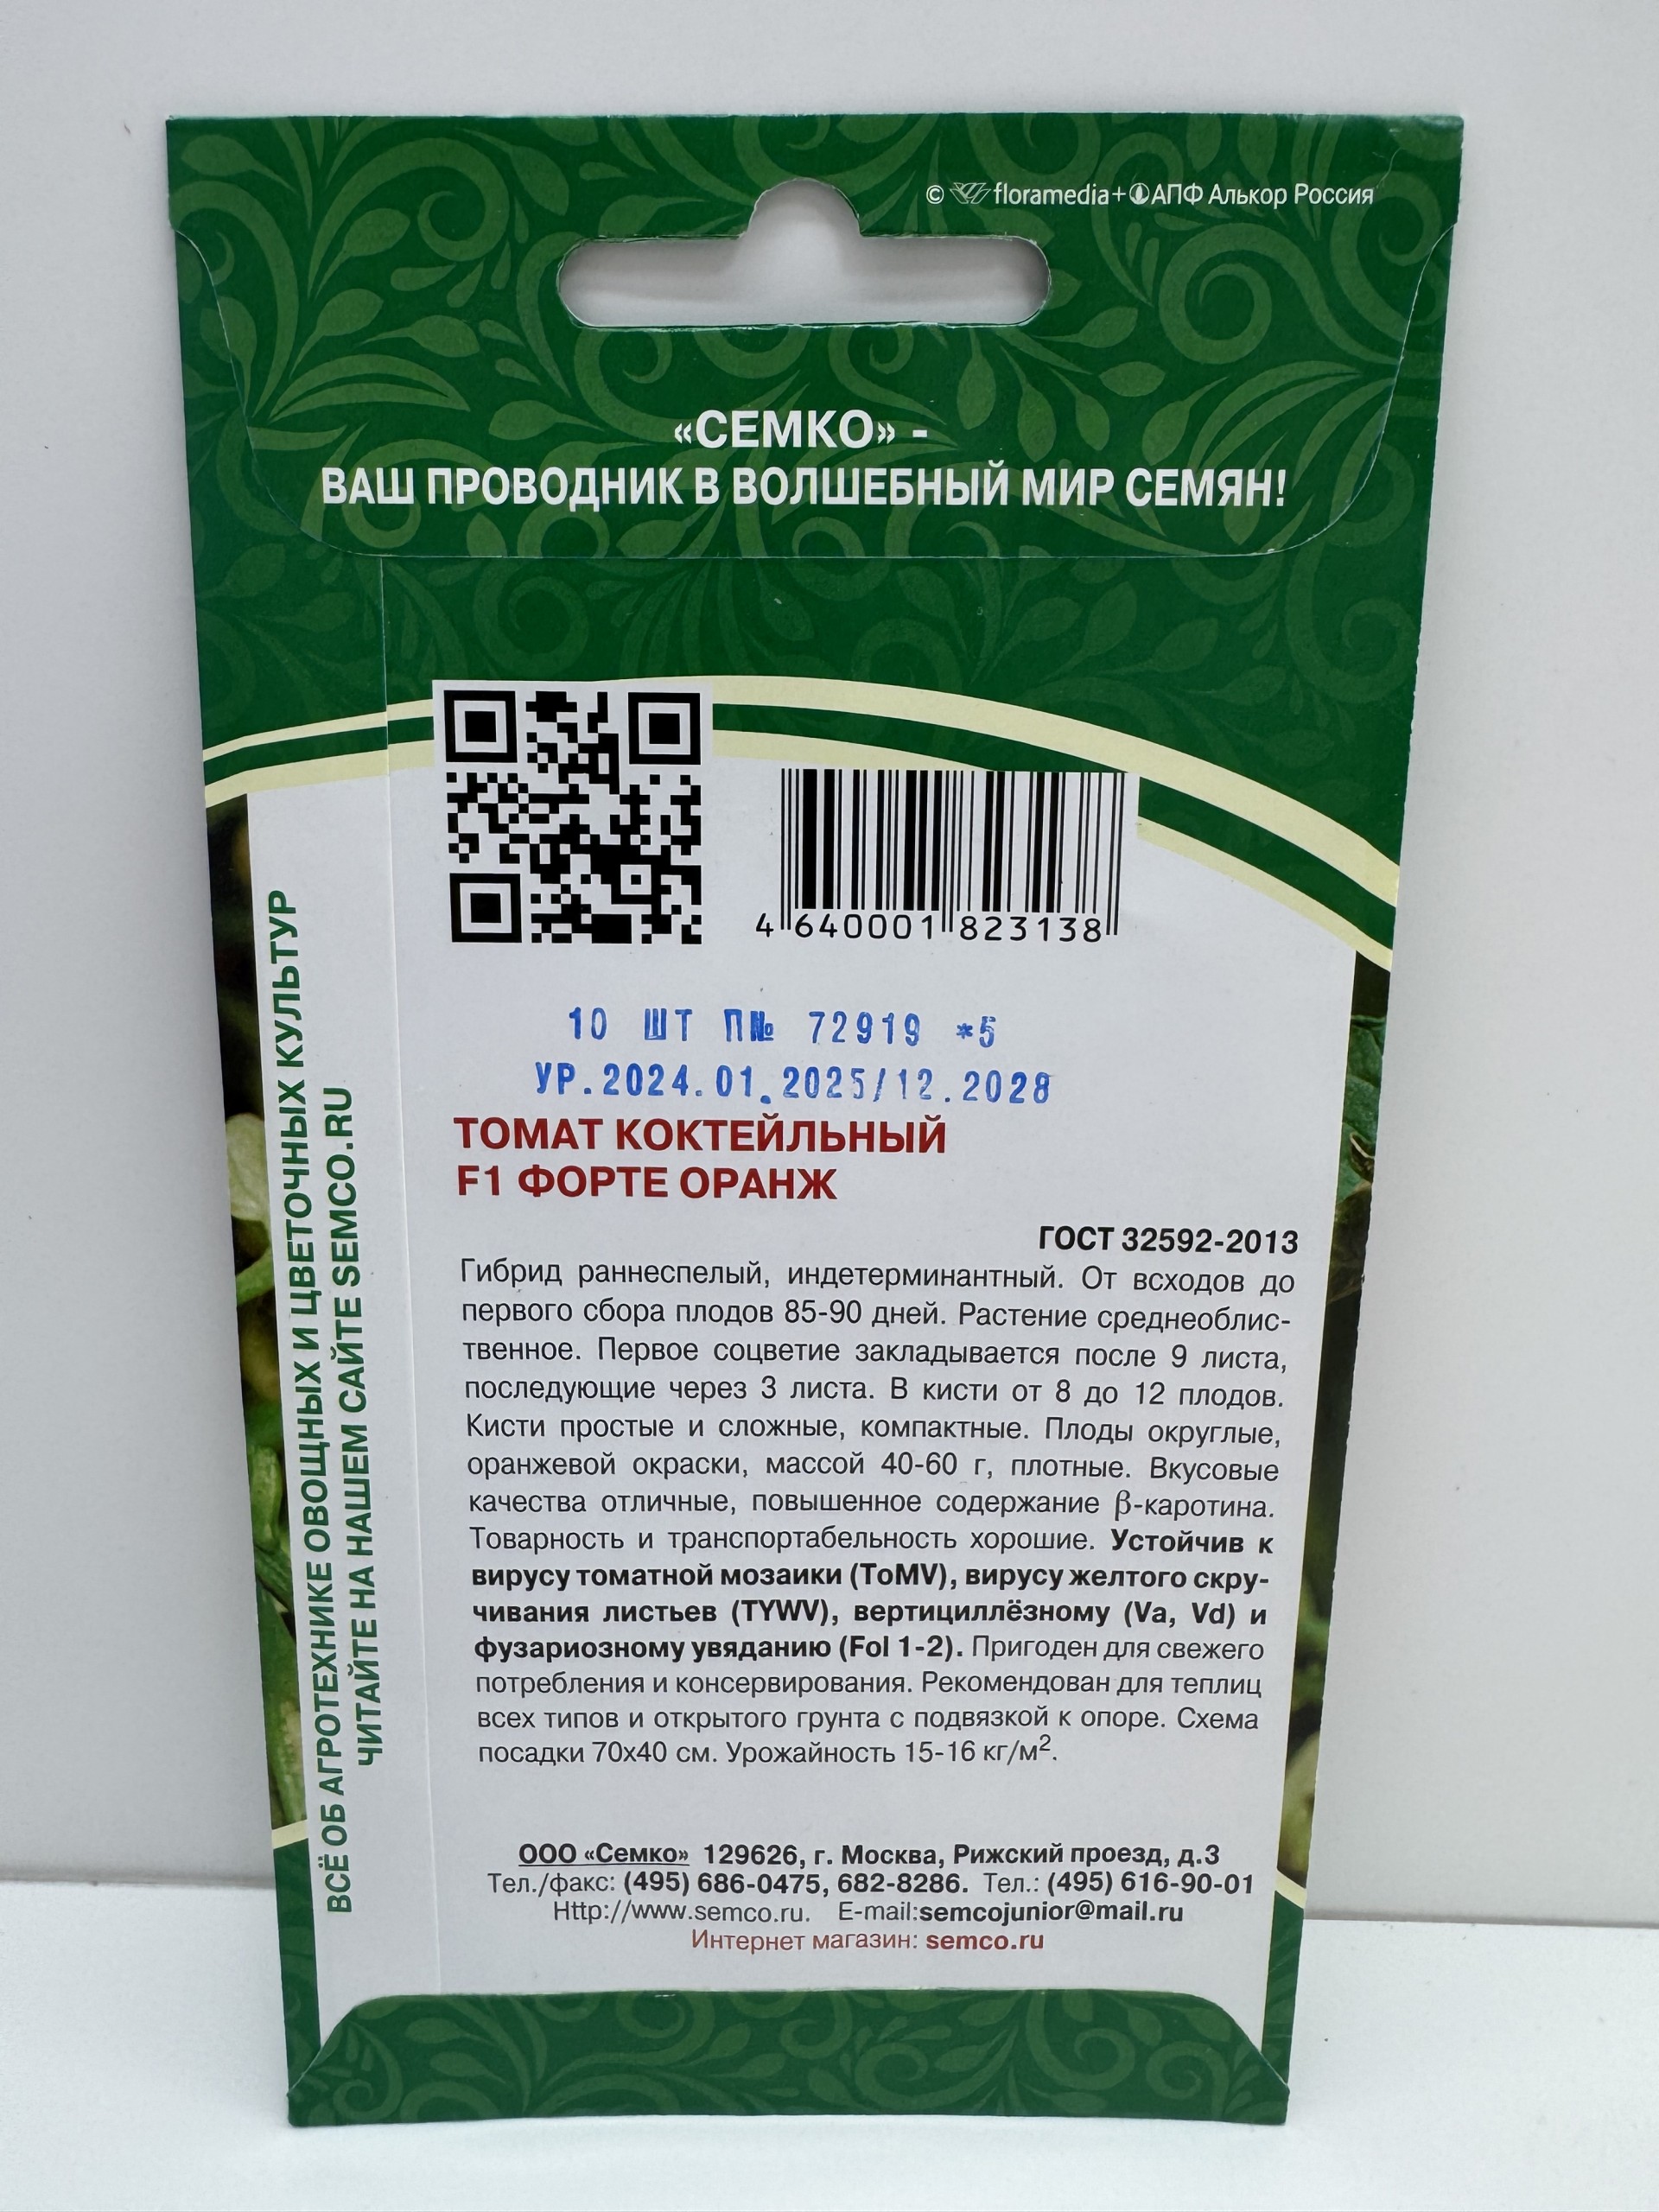 © floramedia+АПФ Алькор Россия
«СЕМКО» -
ВАШ ПРОВОДНИК В ВОЛШЕБНЫЙ МИР СЕМЯН!
4 640001 823138
10 ШТ П№ 72919 *5
УР.2024.01.2025/12.2028
ТОМАТ КОКТЕЙЛЬНЫЙ
F1 ФОРТЕ ОРАНЖ
ГОСТ 32592-2013
Гибрид раннеспелый, индетерминантный. От всходов до
первого сбора плодов 85-90 дней. Растение среднеоблис-
твенное. Первое соцветие закладывается после 9 листа,
последующие через 3 листа. В кисти от 8 до 12 плодов.
Кисти простые и сложные, компактные. Плоды округлые,
оранжевой окраски, массой 40-60 г, плотные. Вкусовые
качества отличные, повышенное содержание β-каротина.
Товарность и транспортабельность хорошие. Устойчив к
вирусу томатной мозаики (ToMV), вирусу желтого скру-
чивания листьев (TYWV), вертициллёзному (Va, Vd) и
фузариозному увяданию (Fol 1-2). Пригоден для свежего
потребления и консервирования. Рекомендован для теплиц
всех типов и открытого грунта с подвязкой к опоре. Схема
посадки 70х40 см. Урожайность 15-16 кг/м².
ООО «Семко» 129626, г. Москва, Рижский проезд, д.3
Тел./факс: (495) 686-0475, 682-8286. Тел.: (495) 616-90-01
Http://www.semco.ru. E-mail:semcojunior@mail.ru
Интернет магазин: semco.ru
ВСЁ ОБ АГРОТЕХНИКЕ ОВОЩНЫХ И ЦВЕТОЧНЫХ КУЛЬТУР
ЧИТАЙТЕ НА НАШЕМ САЙТЕ SEMCO.RU